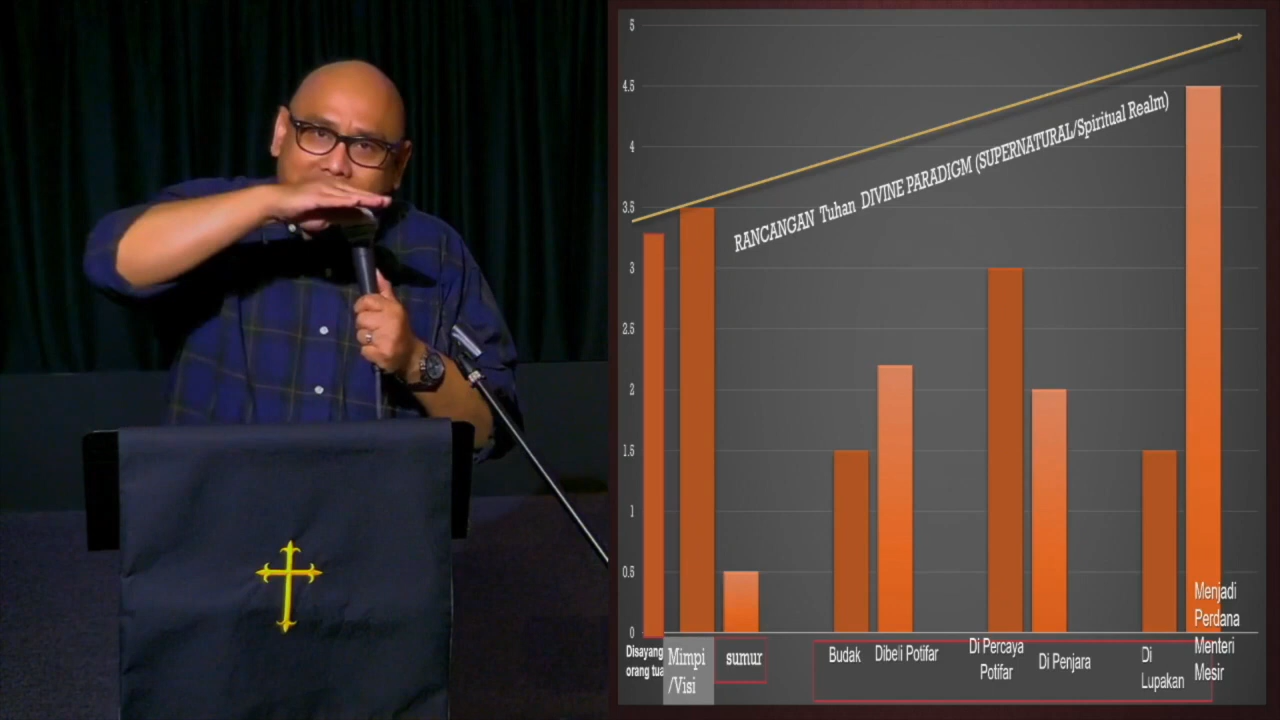 5
4.5
4
3.5
3
2.5
2
1.5
1
0.5
0
RANCANGAN Tuhan DIVINE PARADIGM (SUPERNATURAL/Spiritual Realm)
Disayang
orang tua
Mimpi
/Visi
sumur
Budak
Dibeli Potifar
Di Percaya
Potifar
Di Penjara
Di
Lupakan
Menjadi
Perdana
Menteri
Mesir